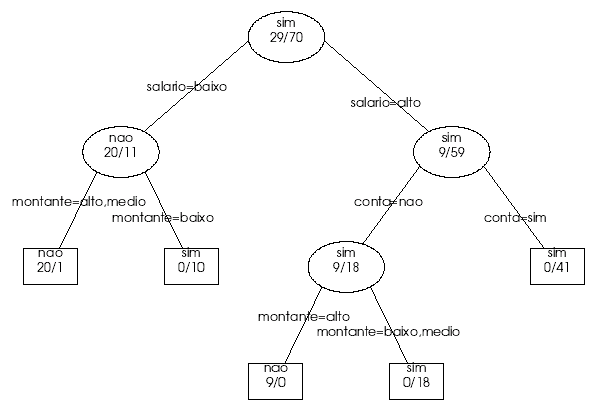 sim
29/70
salario=baixo
salario=alto
nao
20/11
sim
9/59
montante=alto,medio
montante=baixo
conta=nao
conta=sim
nao
20/1
sim
0/10
sim
9/18
sim
0/41
montante=alto
montante=baixo,medio
nao
9/0
sim
0/18